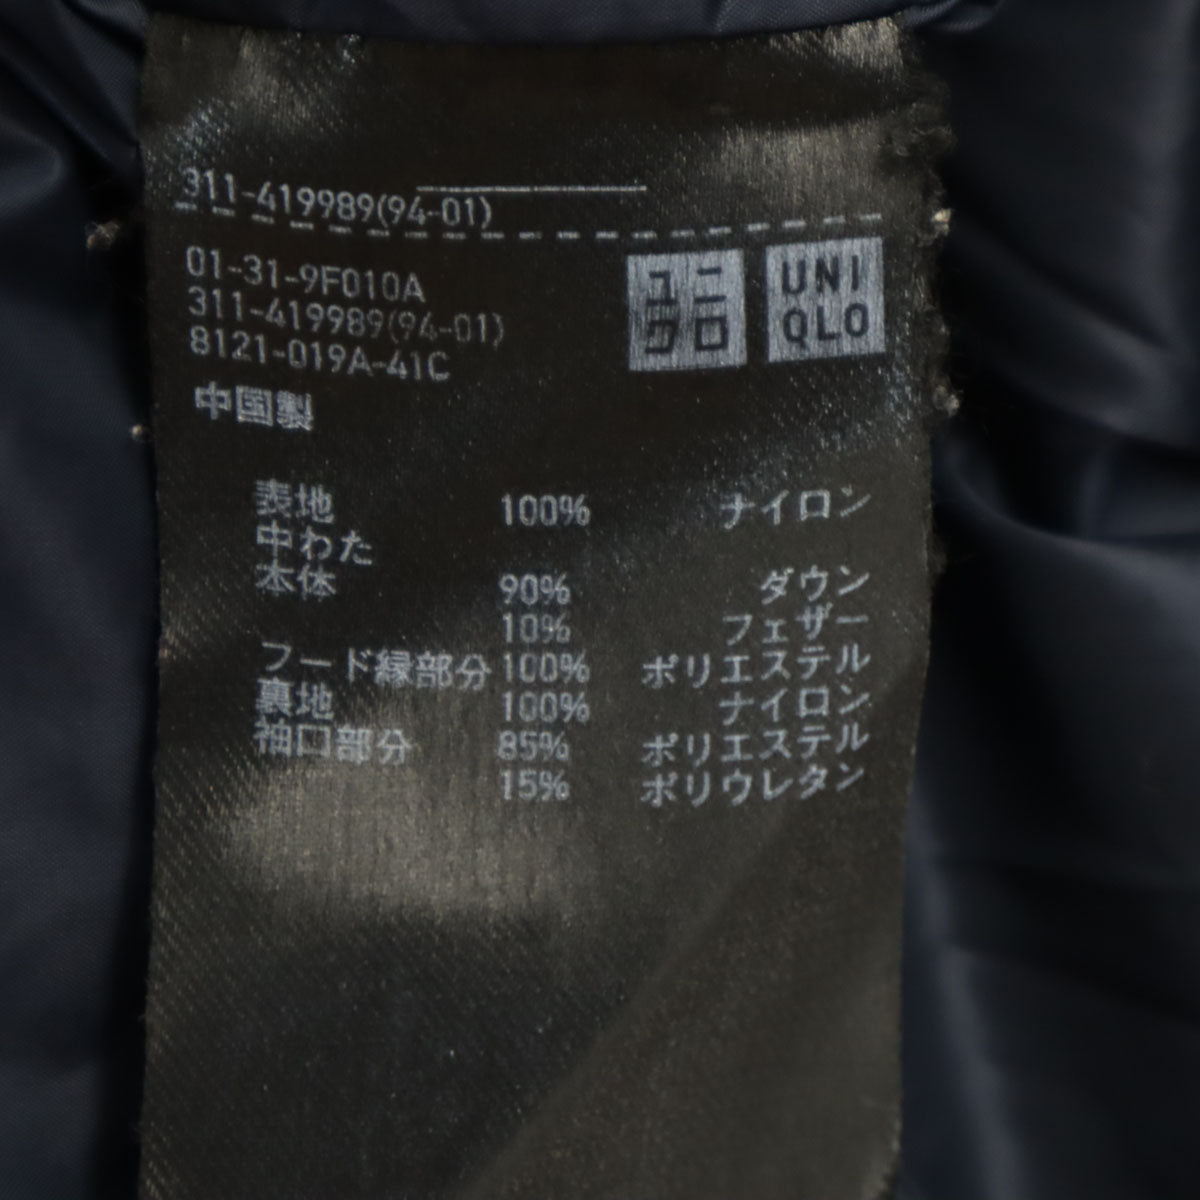 311-419989(94-01)
01-31-9F010A
311-419989(94-01)
8121-019A-41C
中国製
ユニ
クロ
UNI
QLO
表地 100% ナイロン
中わた
本体 90% ダウン
10% フェザー
フード縁部分 100% ポリエステル
裏地 100% ナイロン
袖口部分 85% ポリエステル
15% ポリウレタン